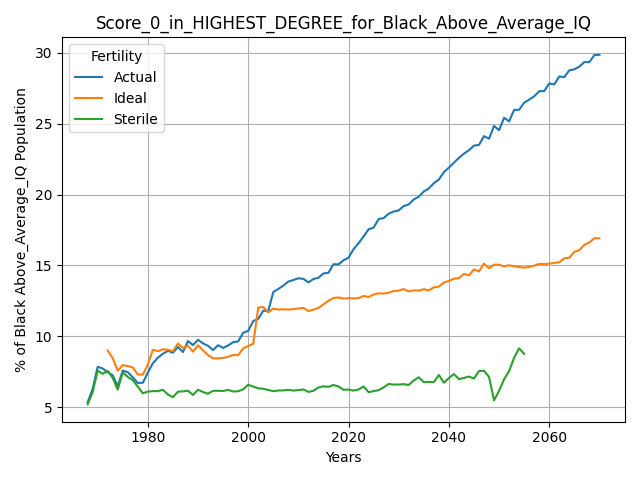 Score_0_in_HIGHEST_DEGREE_for_Black_Above_Average_IQ
% of Black Above_Average_IQ Population
30
25
20
15
10
5
Fertility
Actual
Ideal
Sterile
1980
2000
2020
2040
2060
Years